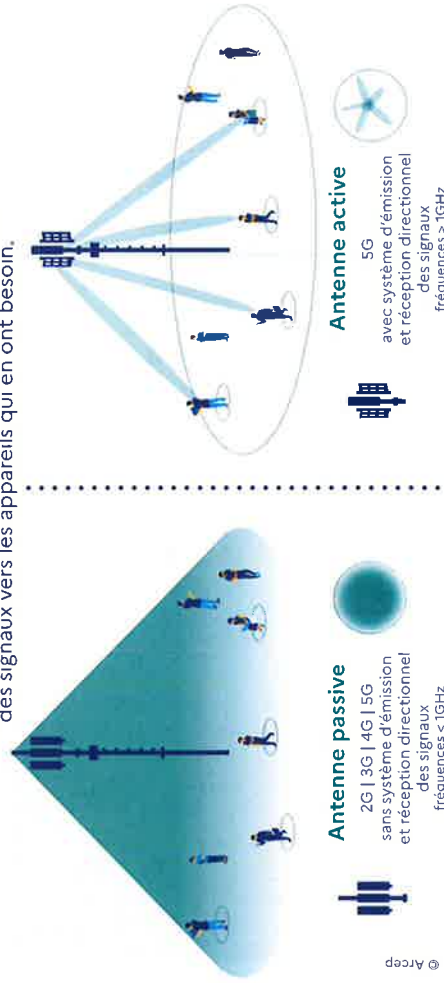 des signaux vers les appareils qui en ont besoin.
Antenne passive
2G | 3G | 4G | 5G
sans système d'émission
et réception directionnel
des signaux
fréquences < 1GHz
Antenne active
5G
avec système d'émission
et réception directionnel
des signaux
fréquences > 1GHz
© Arcep